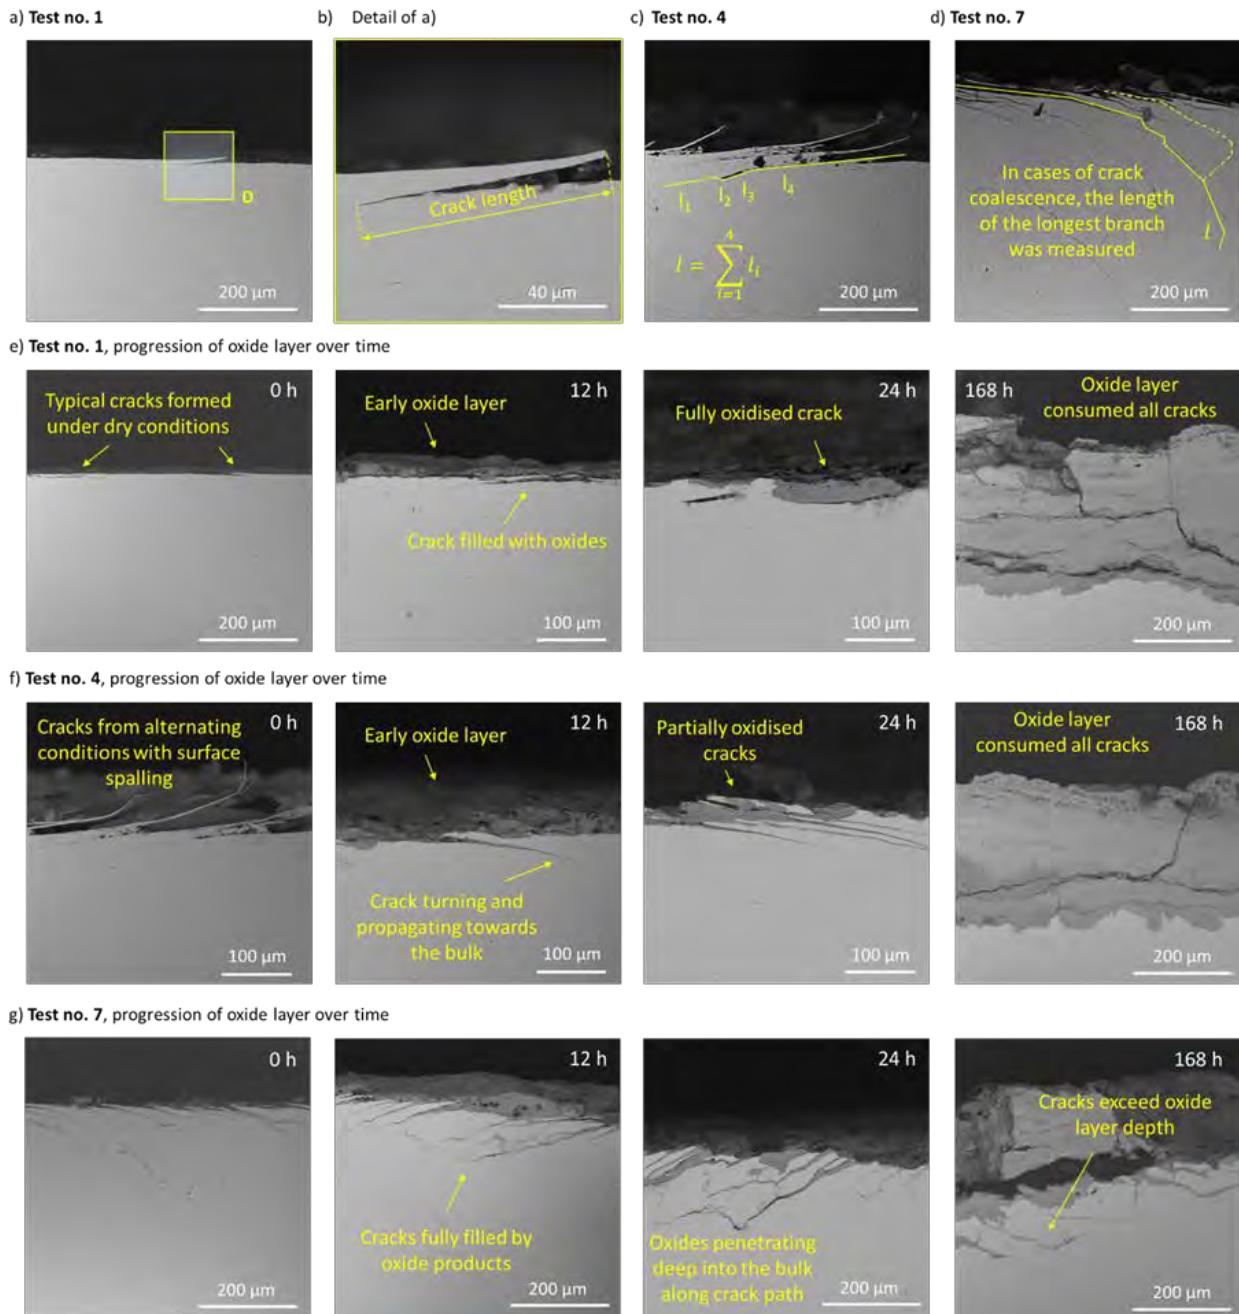 a) Test no. 1
b) Detail of a)
c) Test no. 4
d) Test no. 7
D
200 µm
Crack length
40 µm
l1
l2
l3
l4
l = ∑ li
4
i=1
200 µm
In cases of crack
coalescence, the length
of the longest branch
was measured
l
200 µm
e) Test no. 1, progression of oxide layer over time
0 h
Typical cracks formed
under dry conditions
200 µm
12 h
Early oxide layer
Crack filled with oxides
100 µm
24 h
Fully oxidised crack
100 µm
168 h
Oxide layer
consumed all cracks
200 µm
f) Test no. 4, progression of oxide layer over time
0 h
Cracks from alternating
conditions with surface
spalling
100 µm
12 h
Early oxide layer
Crack turning and
propagating towards
the bulk
100 µm
24 h
Partially oxidised
cracks
100 µm
168 h
Oxide layer
consumed all cracks
200 µm
g) Test no. 7, progression of oxide layer over time
0 h
200 µm
12 h
Cracks fully filled by
oxide products
200 µm
24 h
Oxides penetrating
deep into the bulk
along crack path
200 µm
168 h
Cracks exceed oxide
layer depth
200 µm